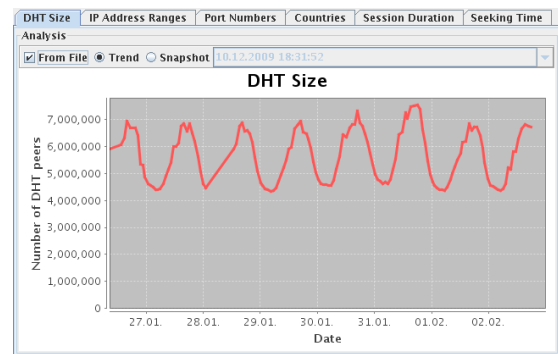 DHT Size IP Address Ranges Port Numbers Countries Session Duration Seeking Time
Analysis
From File Trend Snapshot 10.12.2009 18:31:52
DHT Size
Number of DHT peers
7,000,000
6,000,000
5,000,000
4,000,000
3,000,000
2,000,000
1,000,000
0
27.01. 28.01. 29.01. 30.01. 31.01. 01.02. 02.02.
Date